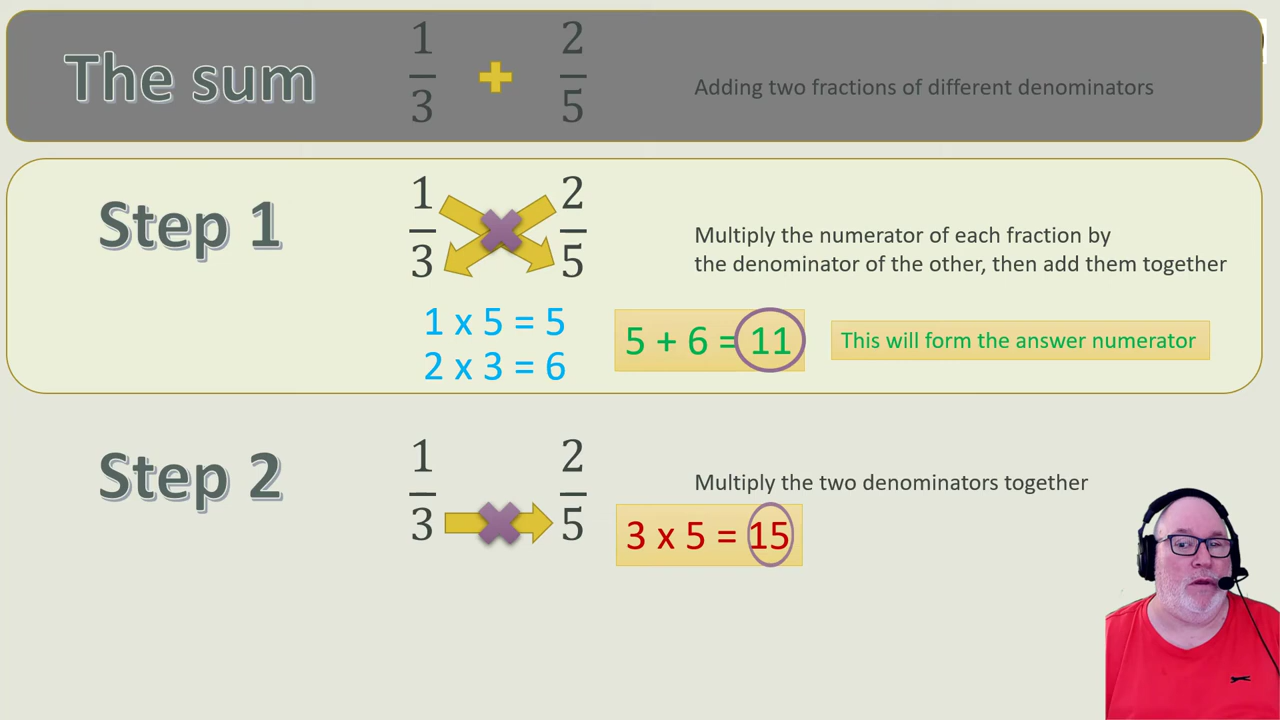 The sum
1/3 + 2/5
Adding two fractions of different denominators
Step 1
1/3 × 2/5
Multiply the numerator of each fraction by
the denominator of the other, then add them together
1 x 5 = 5
2 x 3 = 6
5 + 6 = 11
This will form the answer numerator
Step 2
1/3 × 2/5
Multiply the two denominators together
3 x 5 = 15